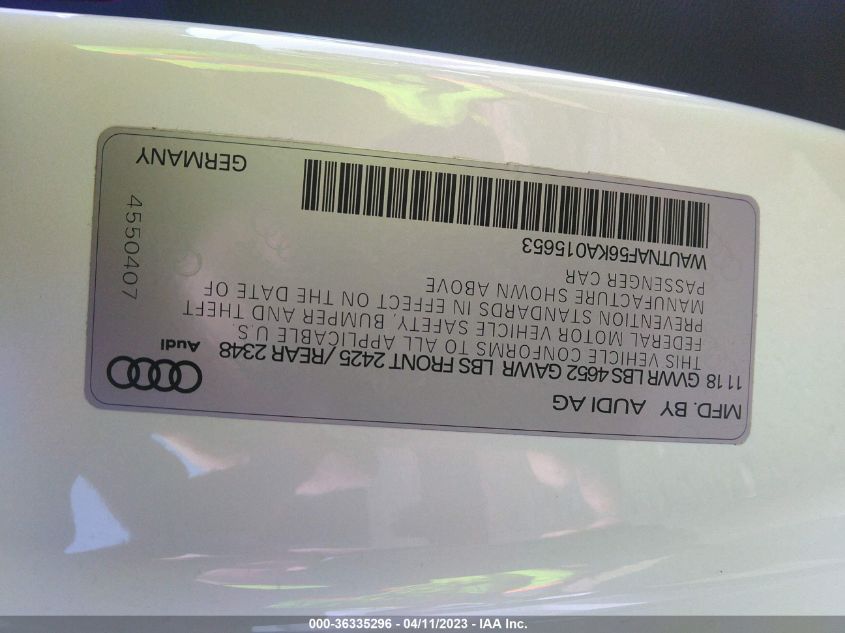 MFD. BY AUDI AG
1118 GVWR LBS 4652 GAWR LBS FRONT 2425 / REAR 2348
THIS VEHICLE CONFORMS TO ALL APPLICABLE U.S.
FEDERAL MOTOR VEHICLE SAFETY, BUMPER AND THEFT
PREVENTION STANDARDS IN EFFECT ON THE DATE OF
MANUFACTURE SHOWN ABOVE
PASSENGER CAR
WAUTNAF56KA015653
Audi
4550407
GERMANY
000-36335296 - 04/11/2023 - IAA Inc.